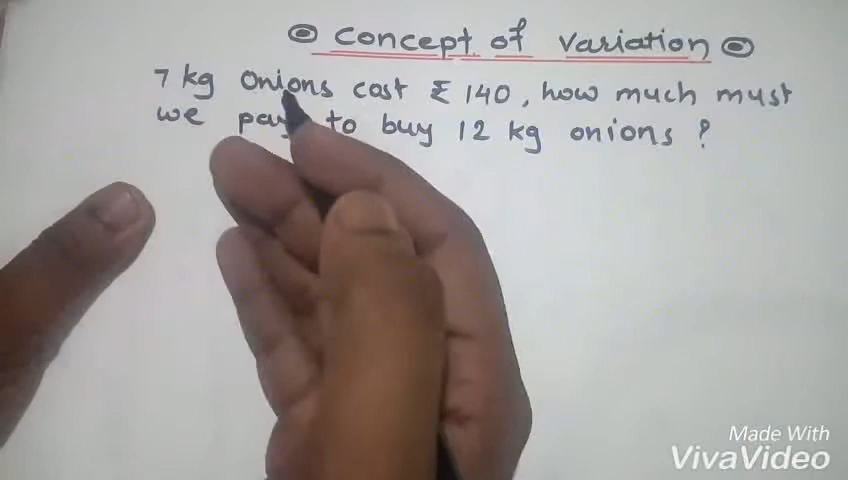 Concept of Variation
7 kg Onions cost ₹ 140, how much must
we pay to buy 12 kg onions ?
Made With
VivaVideo